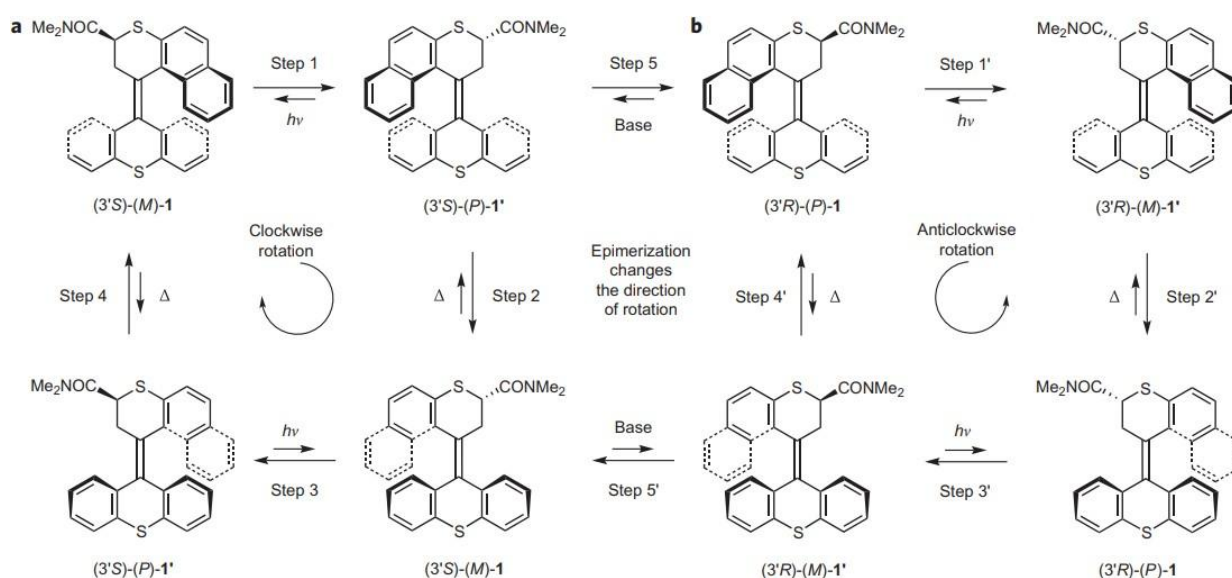 a
b
Me2NOC
S
S
CONMe2
S
CONMe2
Me2NOC
S
Step 1
hν
Step 5
Base
Step 1'
hν
S
S
S
S
(3'S)-(M)-1
(3'S)-(P)-1'
(3'R)-(P)-1
(3'R)-(M)-1'
Clockwise
rotation
Epimerization
changes
the direction
of rotation
Anticlockwise
rotation
Step 4
Δ
Δ
Step 2
Step 4'
Δ
Δ
Step 2'
Me2NOC
S
S
CONMe2
S
CONMe2
Me2NOC
S
hν
Step 3
Base
Step 5'
hν
Step 3'
S
S
S
S
(3'S)-(P)-1'
(3'S)-(M)-1
(3'R)-(M)-1'
(3'R)-(P)-1